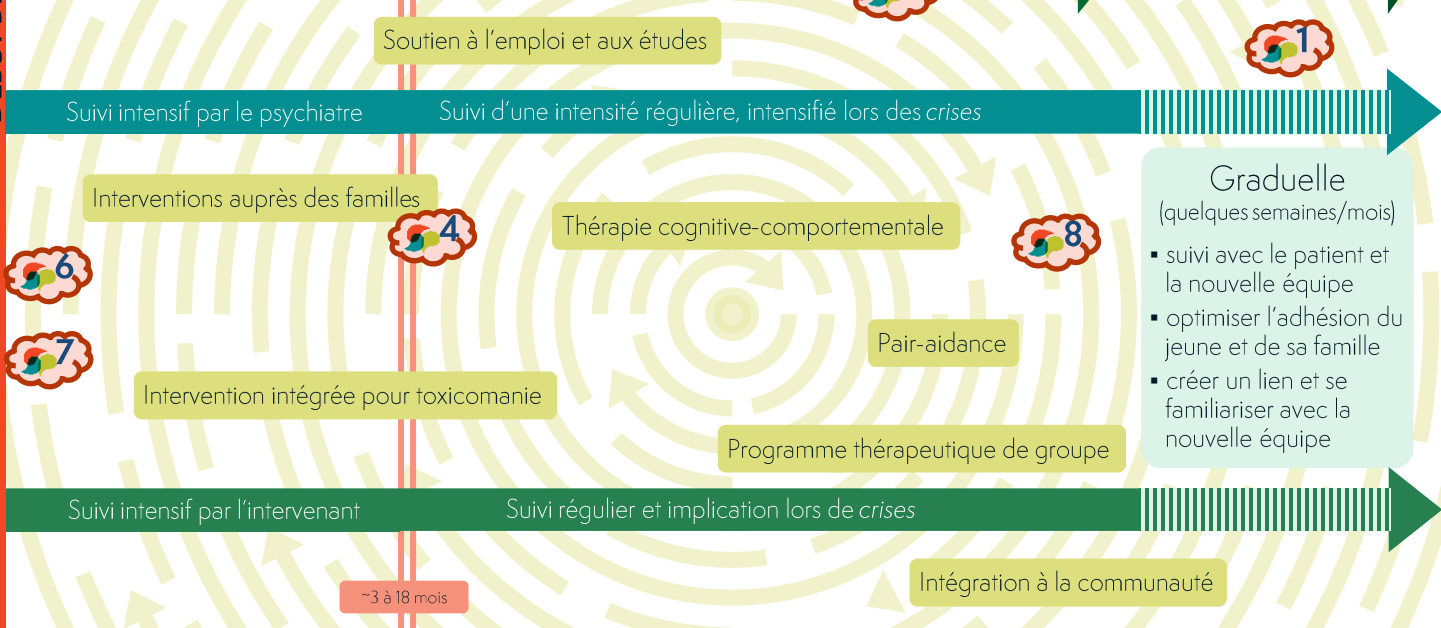 Soutien à l'emploi et aux études
1
Suivi intensif par le psychiatre
Suivi d'une intensité régulière, intensifié lors des crises
Interventions auprès des familles
4
Thérapie cognitive-comportementale
8
6
7
Pair-aidance
Intervention intégrée pour toxicomanie
Programme thérapeutique de groupe
Graduelle
(quelques semaines/mois)
▪ suivi avec le patient et
la nouvelle équipe
▪ optimiser l'adhésion du
jeune et de sa famille
▪ créer un lien et se
familiariser avec la
nouvelle équipe
Suivi intensif par l'intervenant
Suivi régulier et implication lors de crises
Intégration à la communauté
~3 à 18 mois